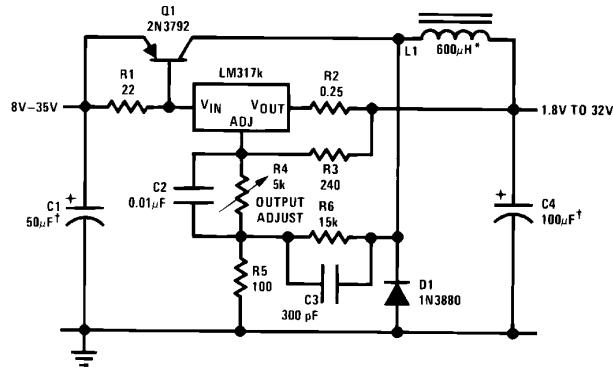 Q1
2N3792
L1
600μH*
R1
22
LM317k
VIN
VOUT
ADJ
R2
0.25
8V–35V
1.8V TO 32V
R4
5k
OUTPUT
ADJUST
R3
240
C2
0.01μF
R6
15k
C1
+
50μF†
+
C4
100μF†
R5
100
C3
300 pF
D1
1N3880